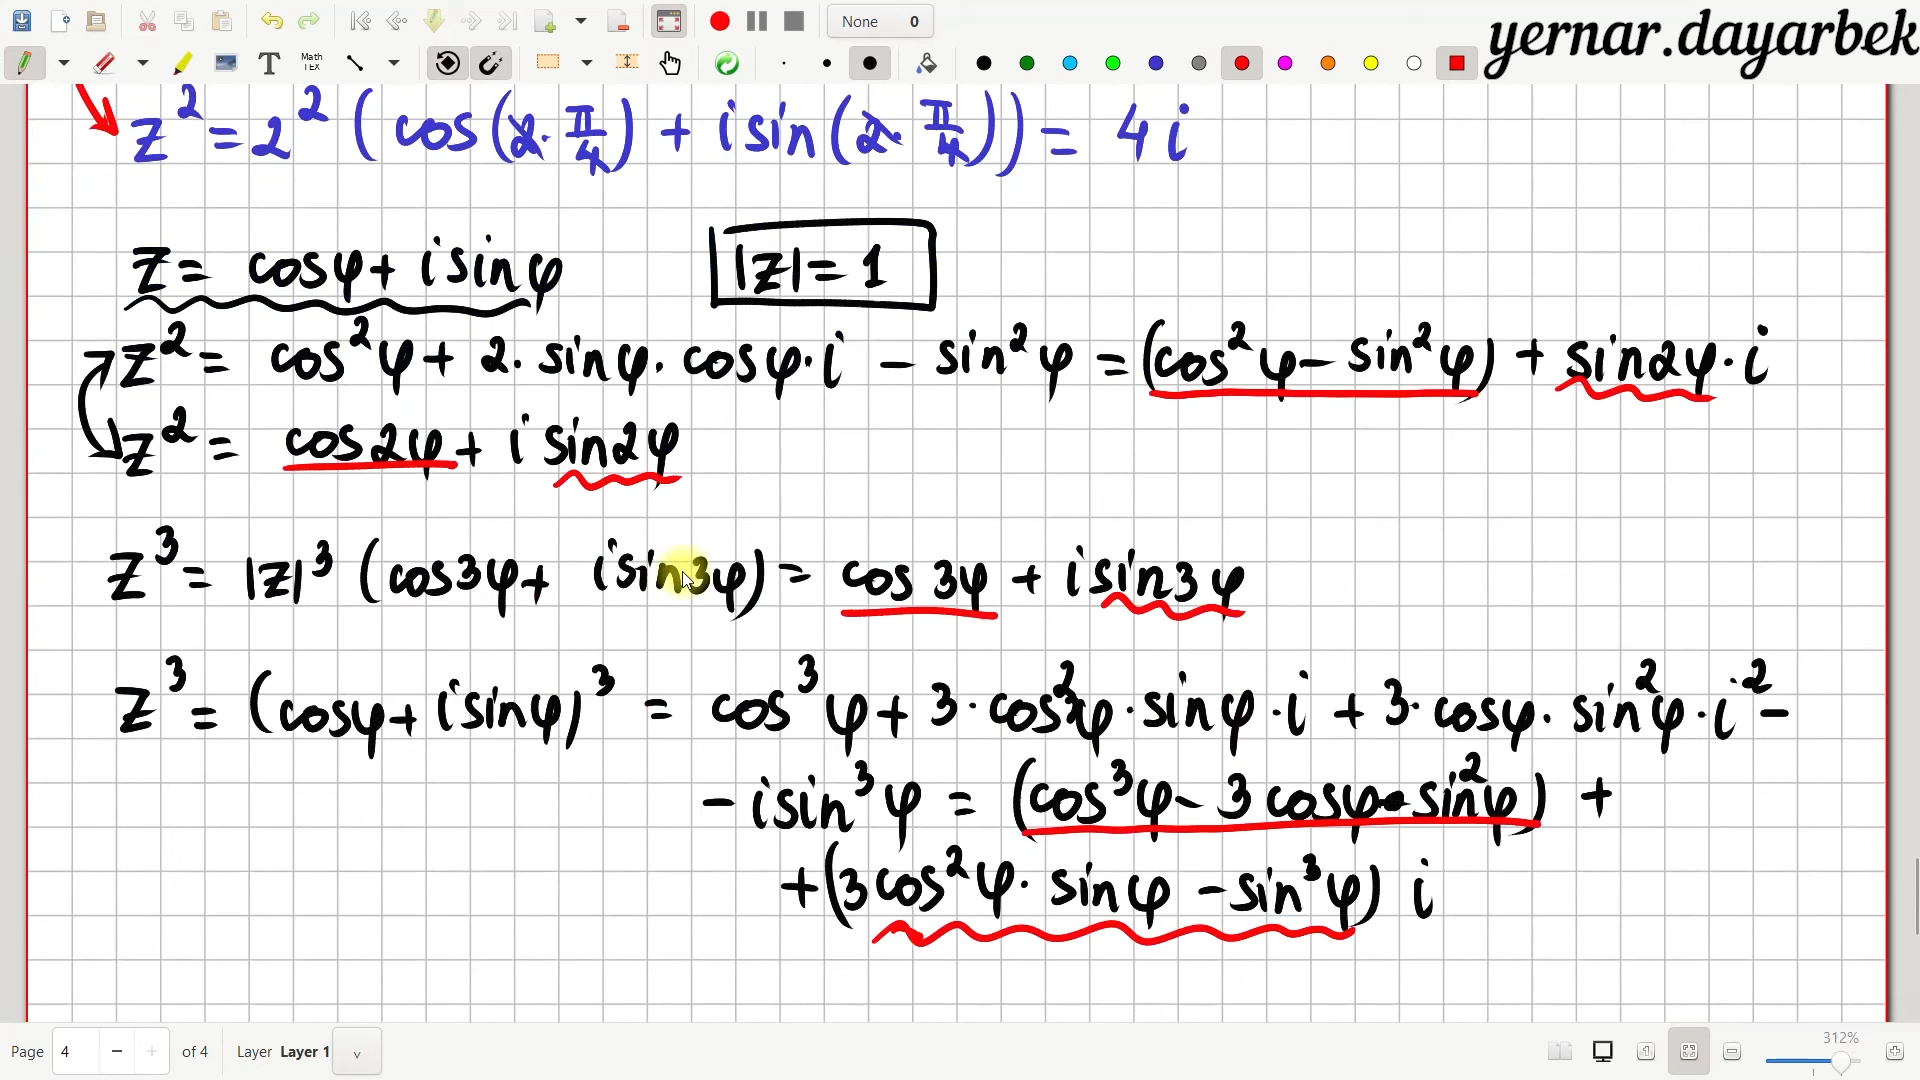 None 0
yernar.dayarbek
T Math TEX
z² = 2² (cos(2·π/4) + i sin(2·π/4)) = 4i
z = cosφ + i sinφ |z| = 1
z² = cos²φ + 2·sinφ·cosφ·i − sin²φ = (cos²φ − sin²φ) + sin2φ·i
z² = cos2φ + i sin2φ
z³ = |z|³ (cos3φ + i sin3φ) = cos 3φ + i sin3φ
z³ = (cosφ + i sinφ)³ = cos³φ + 3·cos²φ·sinφ·i + 3·cosφ·sin²φ·i² −
− i sin³φ = (cos³φ − 3 cosφ·sin²φ) +
+ (3cos²φ·sinφ − sin³φ) i
Page 4 of 4 Layer Layer 1 312%